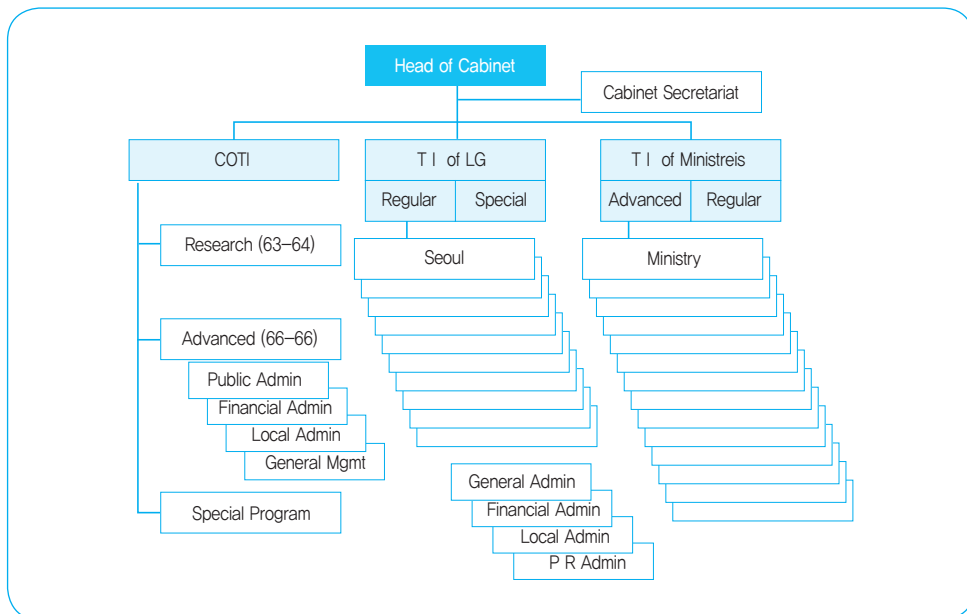 Head of Cabinet
Cabinet Secretariat
COTI
T I of LG
T I of Ministreis
Regular
Special
Advanced
Regular
Research (63-64)
Seoul
Ministry
Advanced (66-66)
Public Admin
Financial Admin
Local Admin
General Mgmt
General Admin
Financial Admin
Local Admin
P R Admin
Special Program